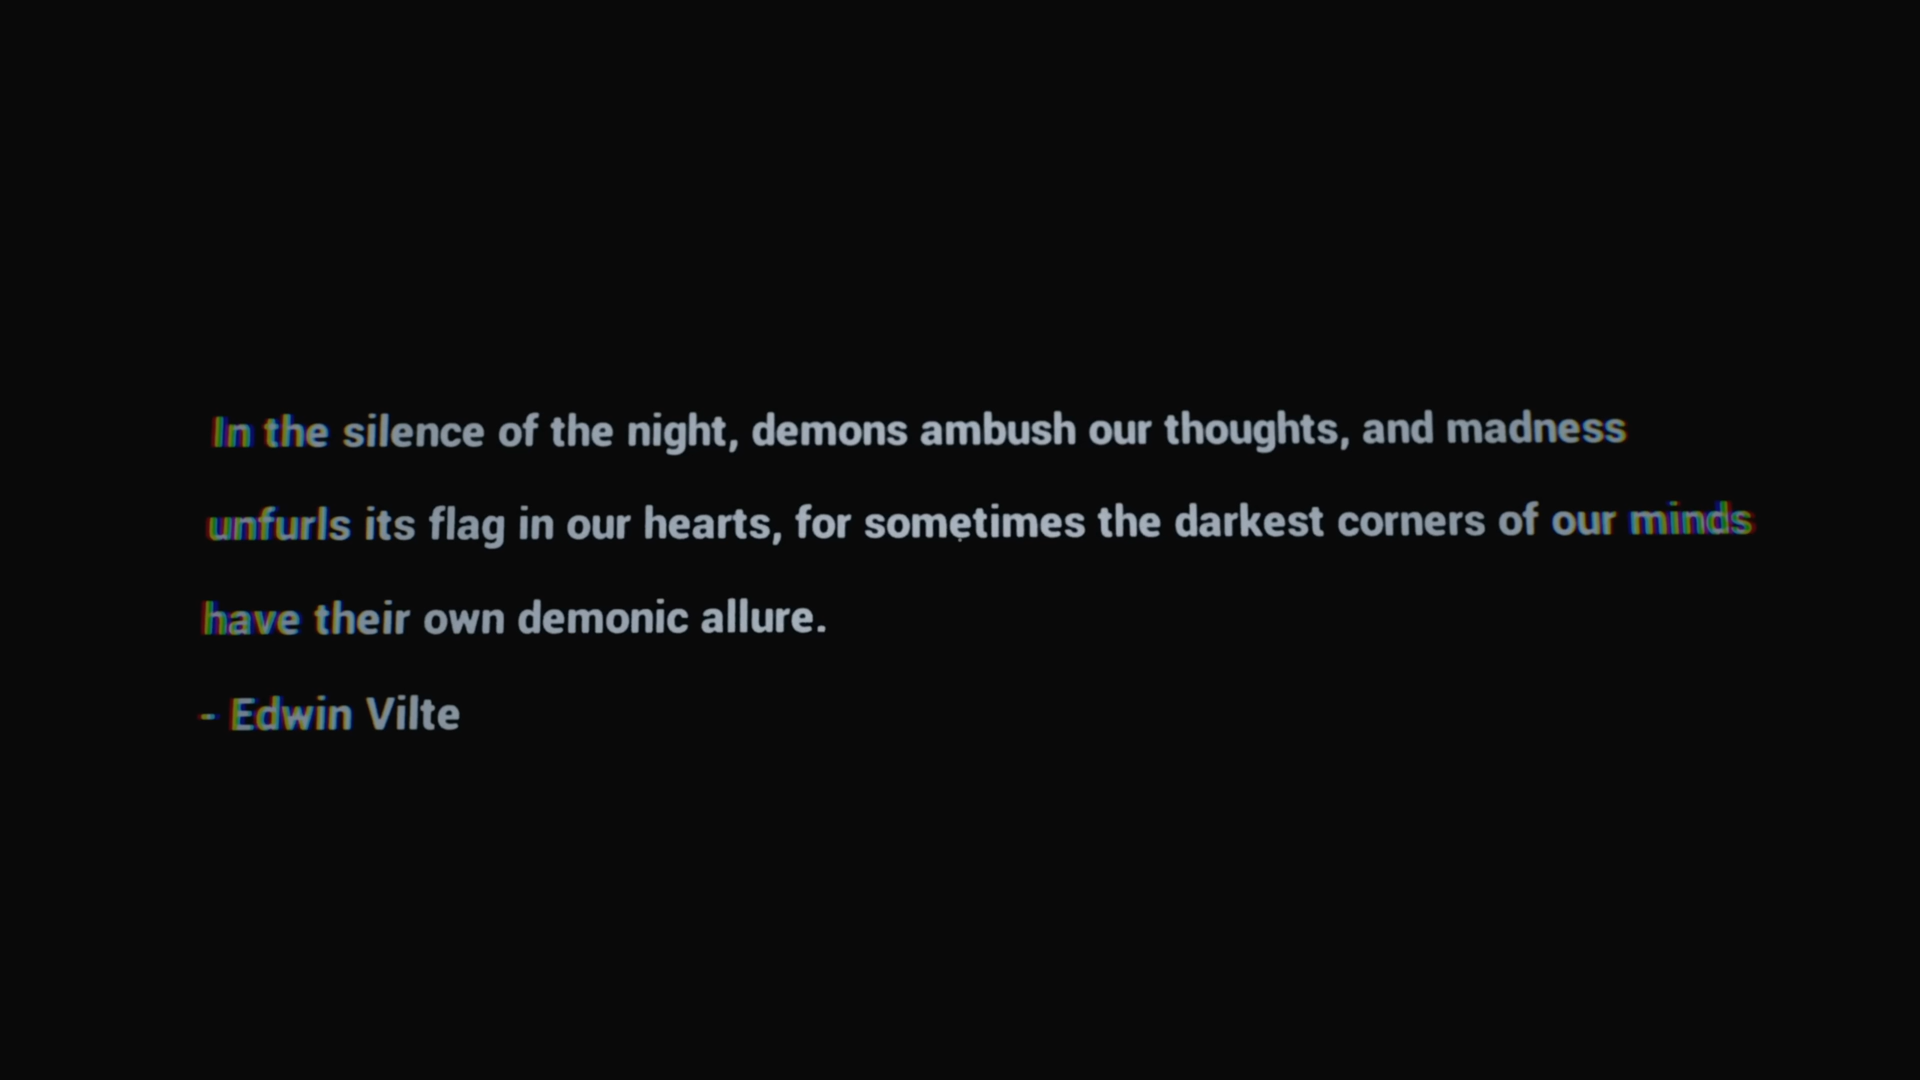 In the silence of the night, demons ambush our thoughts, and madness
unfurls its flag in our hearts, for sometimes the darkest corners of our minds
have their own demonic allure.
- Edwin Vilte